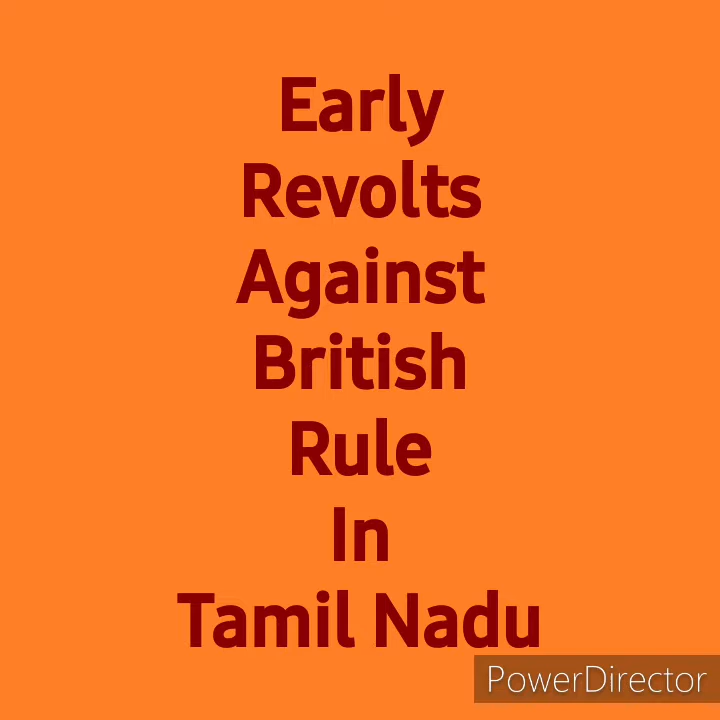 Early
Revolts
Against
British
Rule
In
Tamil Nadu
PowerDirector